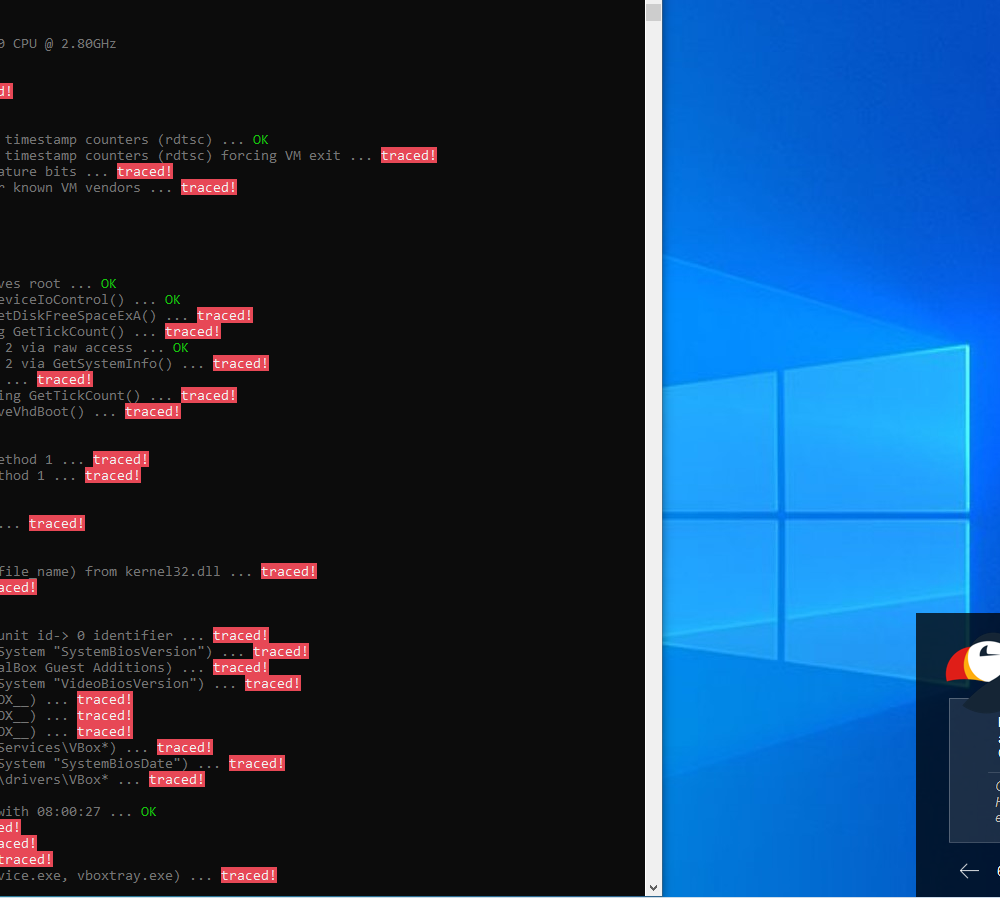 CPU @ 2.80GHz
timestamp counters (rdtsc) ... OK
timestamp counters (rdtsc) forcing VM exit ... traced!
ature bits ... traced!
r known VM vendors ... traced!
ves root ... OK
eviceIoControl() ... OK
etDiskFreeSpaceExA() ... traced!
g GetTickCount() ... traced!
2 via raw access ... OK
2 via GetSystemInfo() ... traced!
... traced!
ing GetTickCount() ... traced!
veVhdBoot() ... traced!
ethod 1 ... traced!
thod 1 ... traced!
... traced!
file_name) from kernel32.dll ... traced!
aced!
unit id-> 0 identifier ... traced!
System "SystemBiosVersion") ... traced!
alBox Guest Additions) ... traced!
System "VideoBiosVersion") ... traced!
OX__) ... traced!
OX__) ... traced!
OX__) ... traced!
Services\VBox*) ... traced!
System "SystemBiosDate") ... traced!
\drivers\VBox* ... traced!
with 08:00:27 ... OK
ed!
aced!
traced!
vice.exe, vboxtray.exe) ... traced!